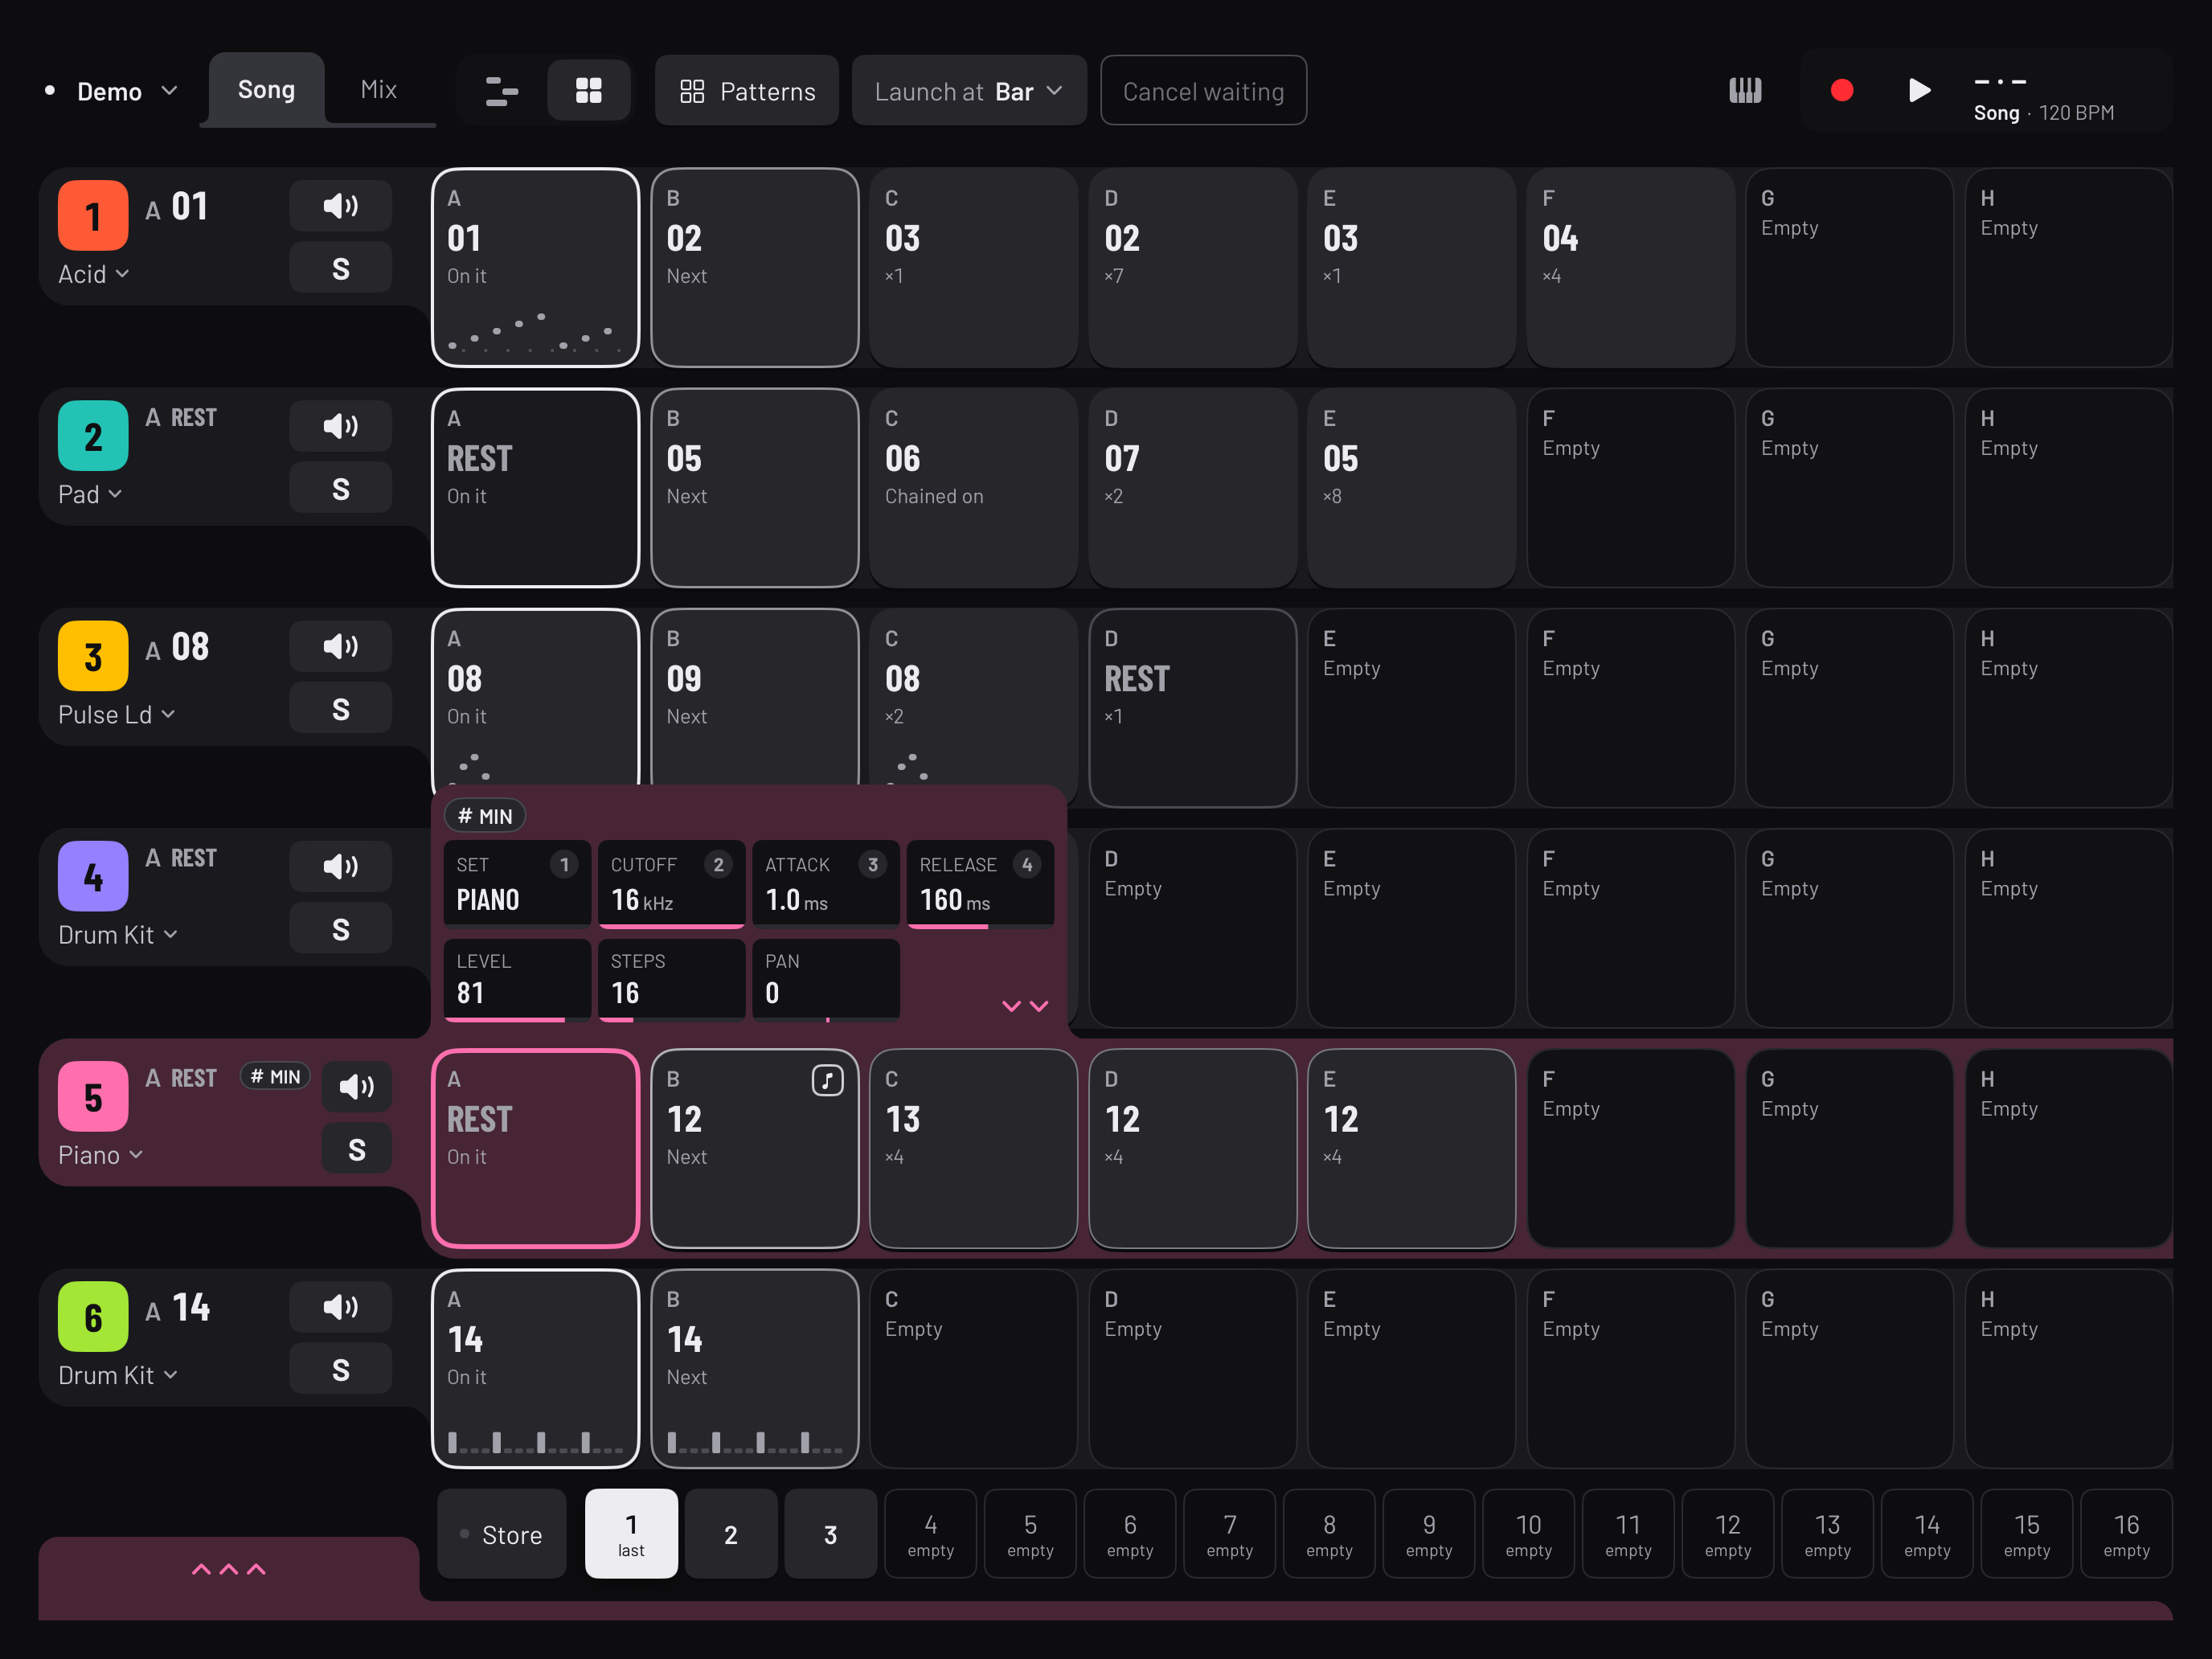 Demo
Song
Mix
Patterns
Launch at Bar
Cancel waiting
Song · 120 BPM
1
A 01
Acid
S
A
01
On it
B
02
Next
C
03
×1
D
02
×7
E
03
×1
F
04
×4
G
Empty
H
Empty
2
A REST
Pad
S
A
REST
On it
B
05
Next
C
06
Chained on
D
07
×2
E
05
×8
F
Empty
G
Empty
H
Empty
3
A 08
Pulse Ld
S
A
08
On it
B
09
Next
C
08
×2
D
REST
×1
E
Empty
F
Empty
G
Empty
H
Empty
4
A REST
Drum Kit
S
# MIN
SET 1
PIANO
CUTOFF 2
16 kHz
ATTACK 3
1.0 ms
RELEASE 4
160 ms
LEVEL
81
STEPS
16
PAN
0
D
Empty
E
Empty
F
Empty
G
Empty
H
Empty
5
A REST
# MIN
Piano
S
A
REST
On it
B
12
Next
C
13
×4
D
12
×4
E
12
×4
F
Empty
G
Empty
H
Empty
6
A 14
Drum Kit
S
A
14
On it
B
14
Next
C
Empty
D
Empty
E
Empty
F
Empty
G
Empty
H
Empty
Store
1
last
2
3
4
empty
5
empty
6
empty
7
empty
8
empty
9
empty
10
empty
11
empty
12
empty
13
empty
14
empty
15
empty
16
empty